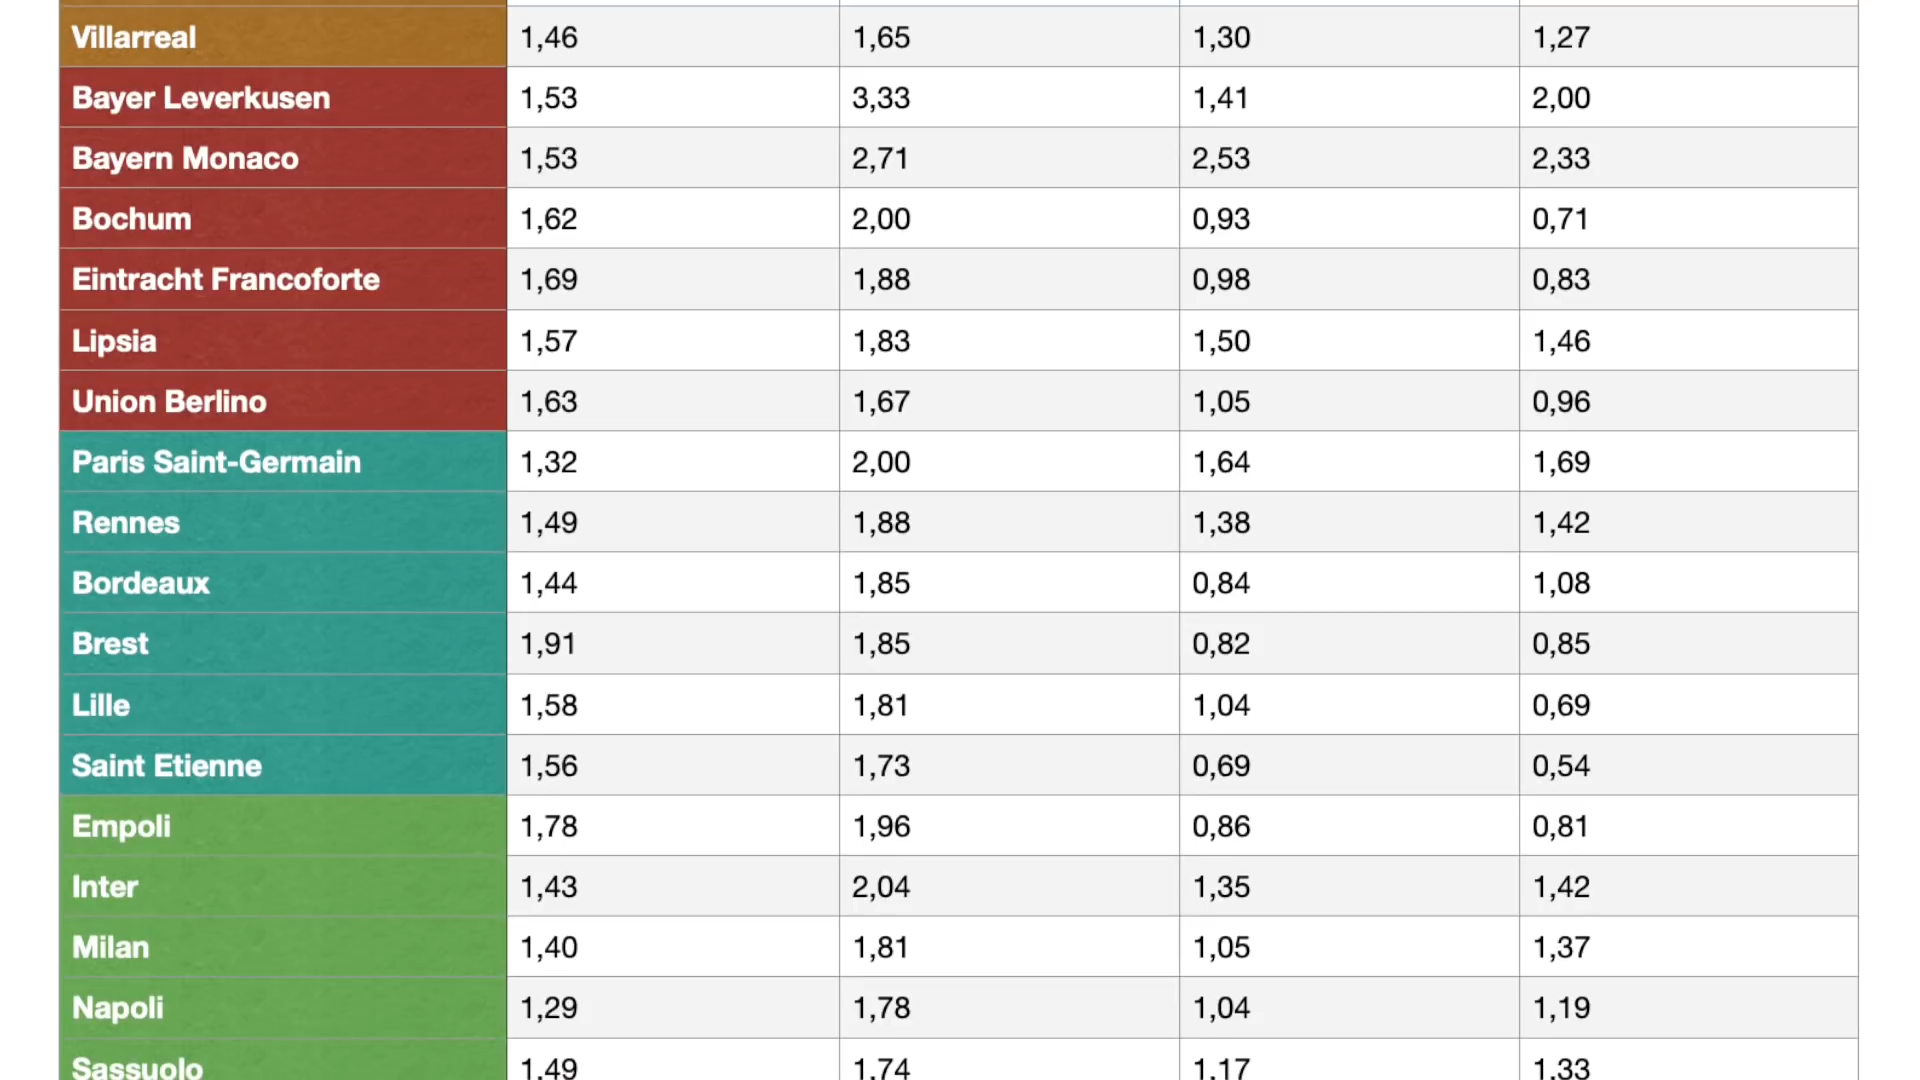 Villarreal 1,46 1,65 1,30 1,27
Bayer Leverkusen 1,53 3,33 1,41 2,00
Bayern Monaco 1,53 2,71 2,53 2,33
Bochum 1,62 2,00 0,93 0,71
Eintracht Francoforte 1,69 1,88 0,98 0,83
Lipsia 1,57 1,83 1,50 1,46
Union Berlino 1,63 1,67 1,05 0,96
Paris Saint-Germain 1,32 2,00 1,64 1,69
Rennes 1,49 1,88 1,38 1,42
Bordeaux 1,44 1,85 0,84 1,08
Brest 1,91 1,85 0,82 0,85
Lille 1,58 1,81 1,04 0,69
Saint Etienne 1,56 1,73 0,69 0,54
Empoli 1,78 1,96 0,86 0,81
Inter 1,43 2,04 1,35 1,42
Milan 1,40 1,81 1,05 1,37
Napoli 1,29 1,78 1,04 1,19
Sassuolo 1,49 1,74 1,17 1,33